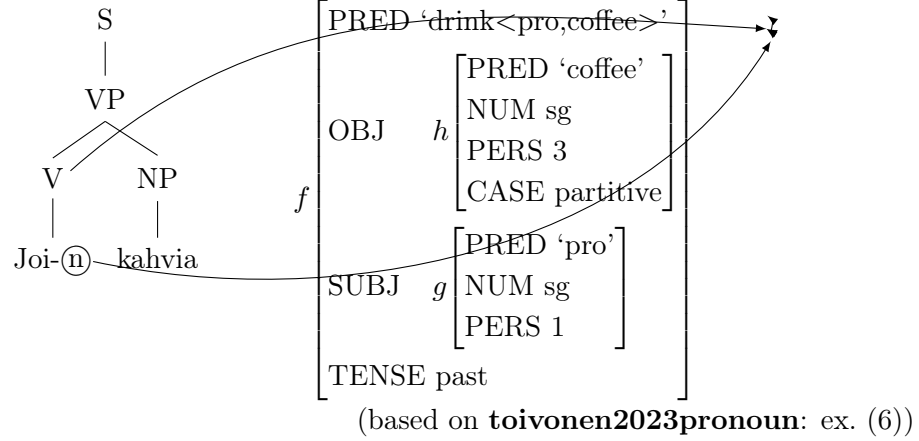 S
VP
V NP
Joi-n kahvia
f
PRED ‘drink<pro,coffee>’
OBJ h
PRED ‘coffee’
NUM sg
PERS 3
CASE partitive
SUBJ g
PRED ‘pro’
NUM sg
PERS 1
TENSE past
(based on toivonen2023pronoun: ex. (6))